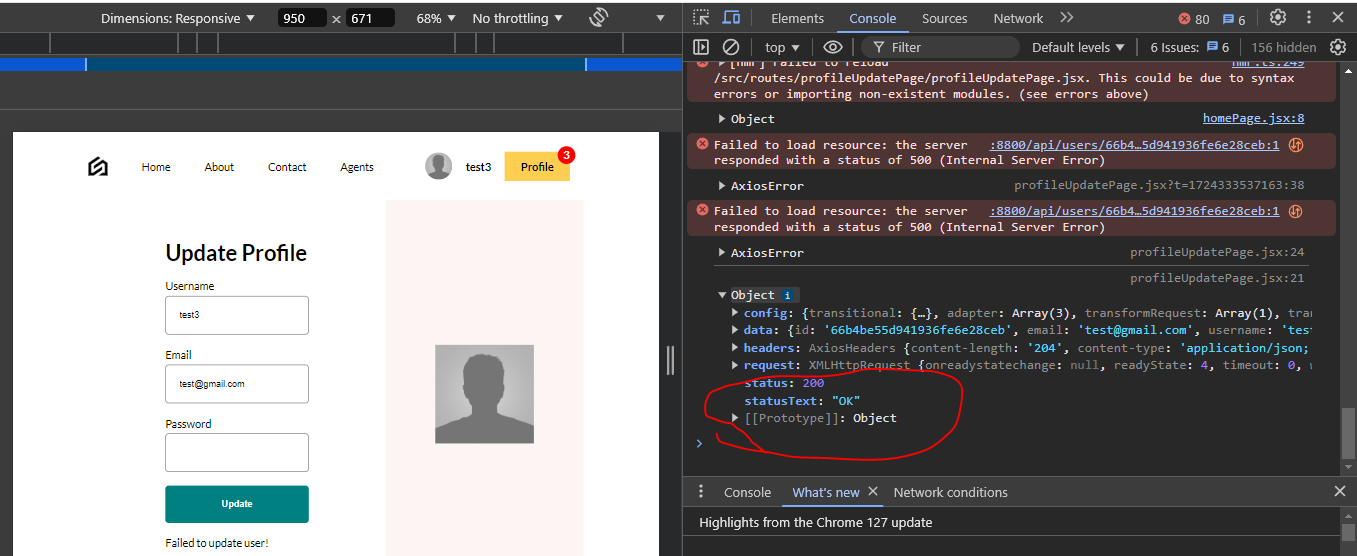 Dimensions: Responsive 950 × 671 68% No throttling
Elements Console Sources Network 80 6
top Filter Default levels 6 Issues: 6 156 hidden
[hmr] Failed to reload hmr.ts:249
/src/routes/profileUpdatePage/profileUpdatePage.jsx. This could be due to syntax
errors or importing non-existent modules. (see errors above)
Object homePage.jsx:8
Failed to load resource: the server :8800/api/users/66b4…5d941936fe6e28ceb:1
responded with a status of 500 (Internal Server Error)
AxiosError profileUpdatePage.jsx?t=1724333537163:38
Failed to load resource: the server :8800/api/users/66b4…5d941936fe6e28ceb:1
responded with a status of 500 (Internal Server Error)
AxiosError profileUpdatePage.jsx:24
profileUpdatePage.jsx:21
Object i
config: {transitional: {…}, adapter: Array(3), transformRequest: Array(1), tra
data: {id: '66b4be55d941936fe6e28ceb', email: 'test@gmail.com', username: 'tes
headers: AxiosHeaders {content-length: '204', content-type: 'application/json;
request: XMLHttpRequest {onreadystatechange: null, readyState: 4, timeout: 0,
status: 200
statusText: "OK"
[[Prototype]]: Object
Home About Contact Agents test3 Profile 3
Update Profile
Username
test3
Email
test@gmail.com
Password
Update
Failed to update user!
Console What's new Network conditions
Highlights from the Chrome 127 update